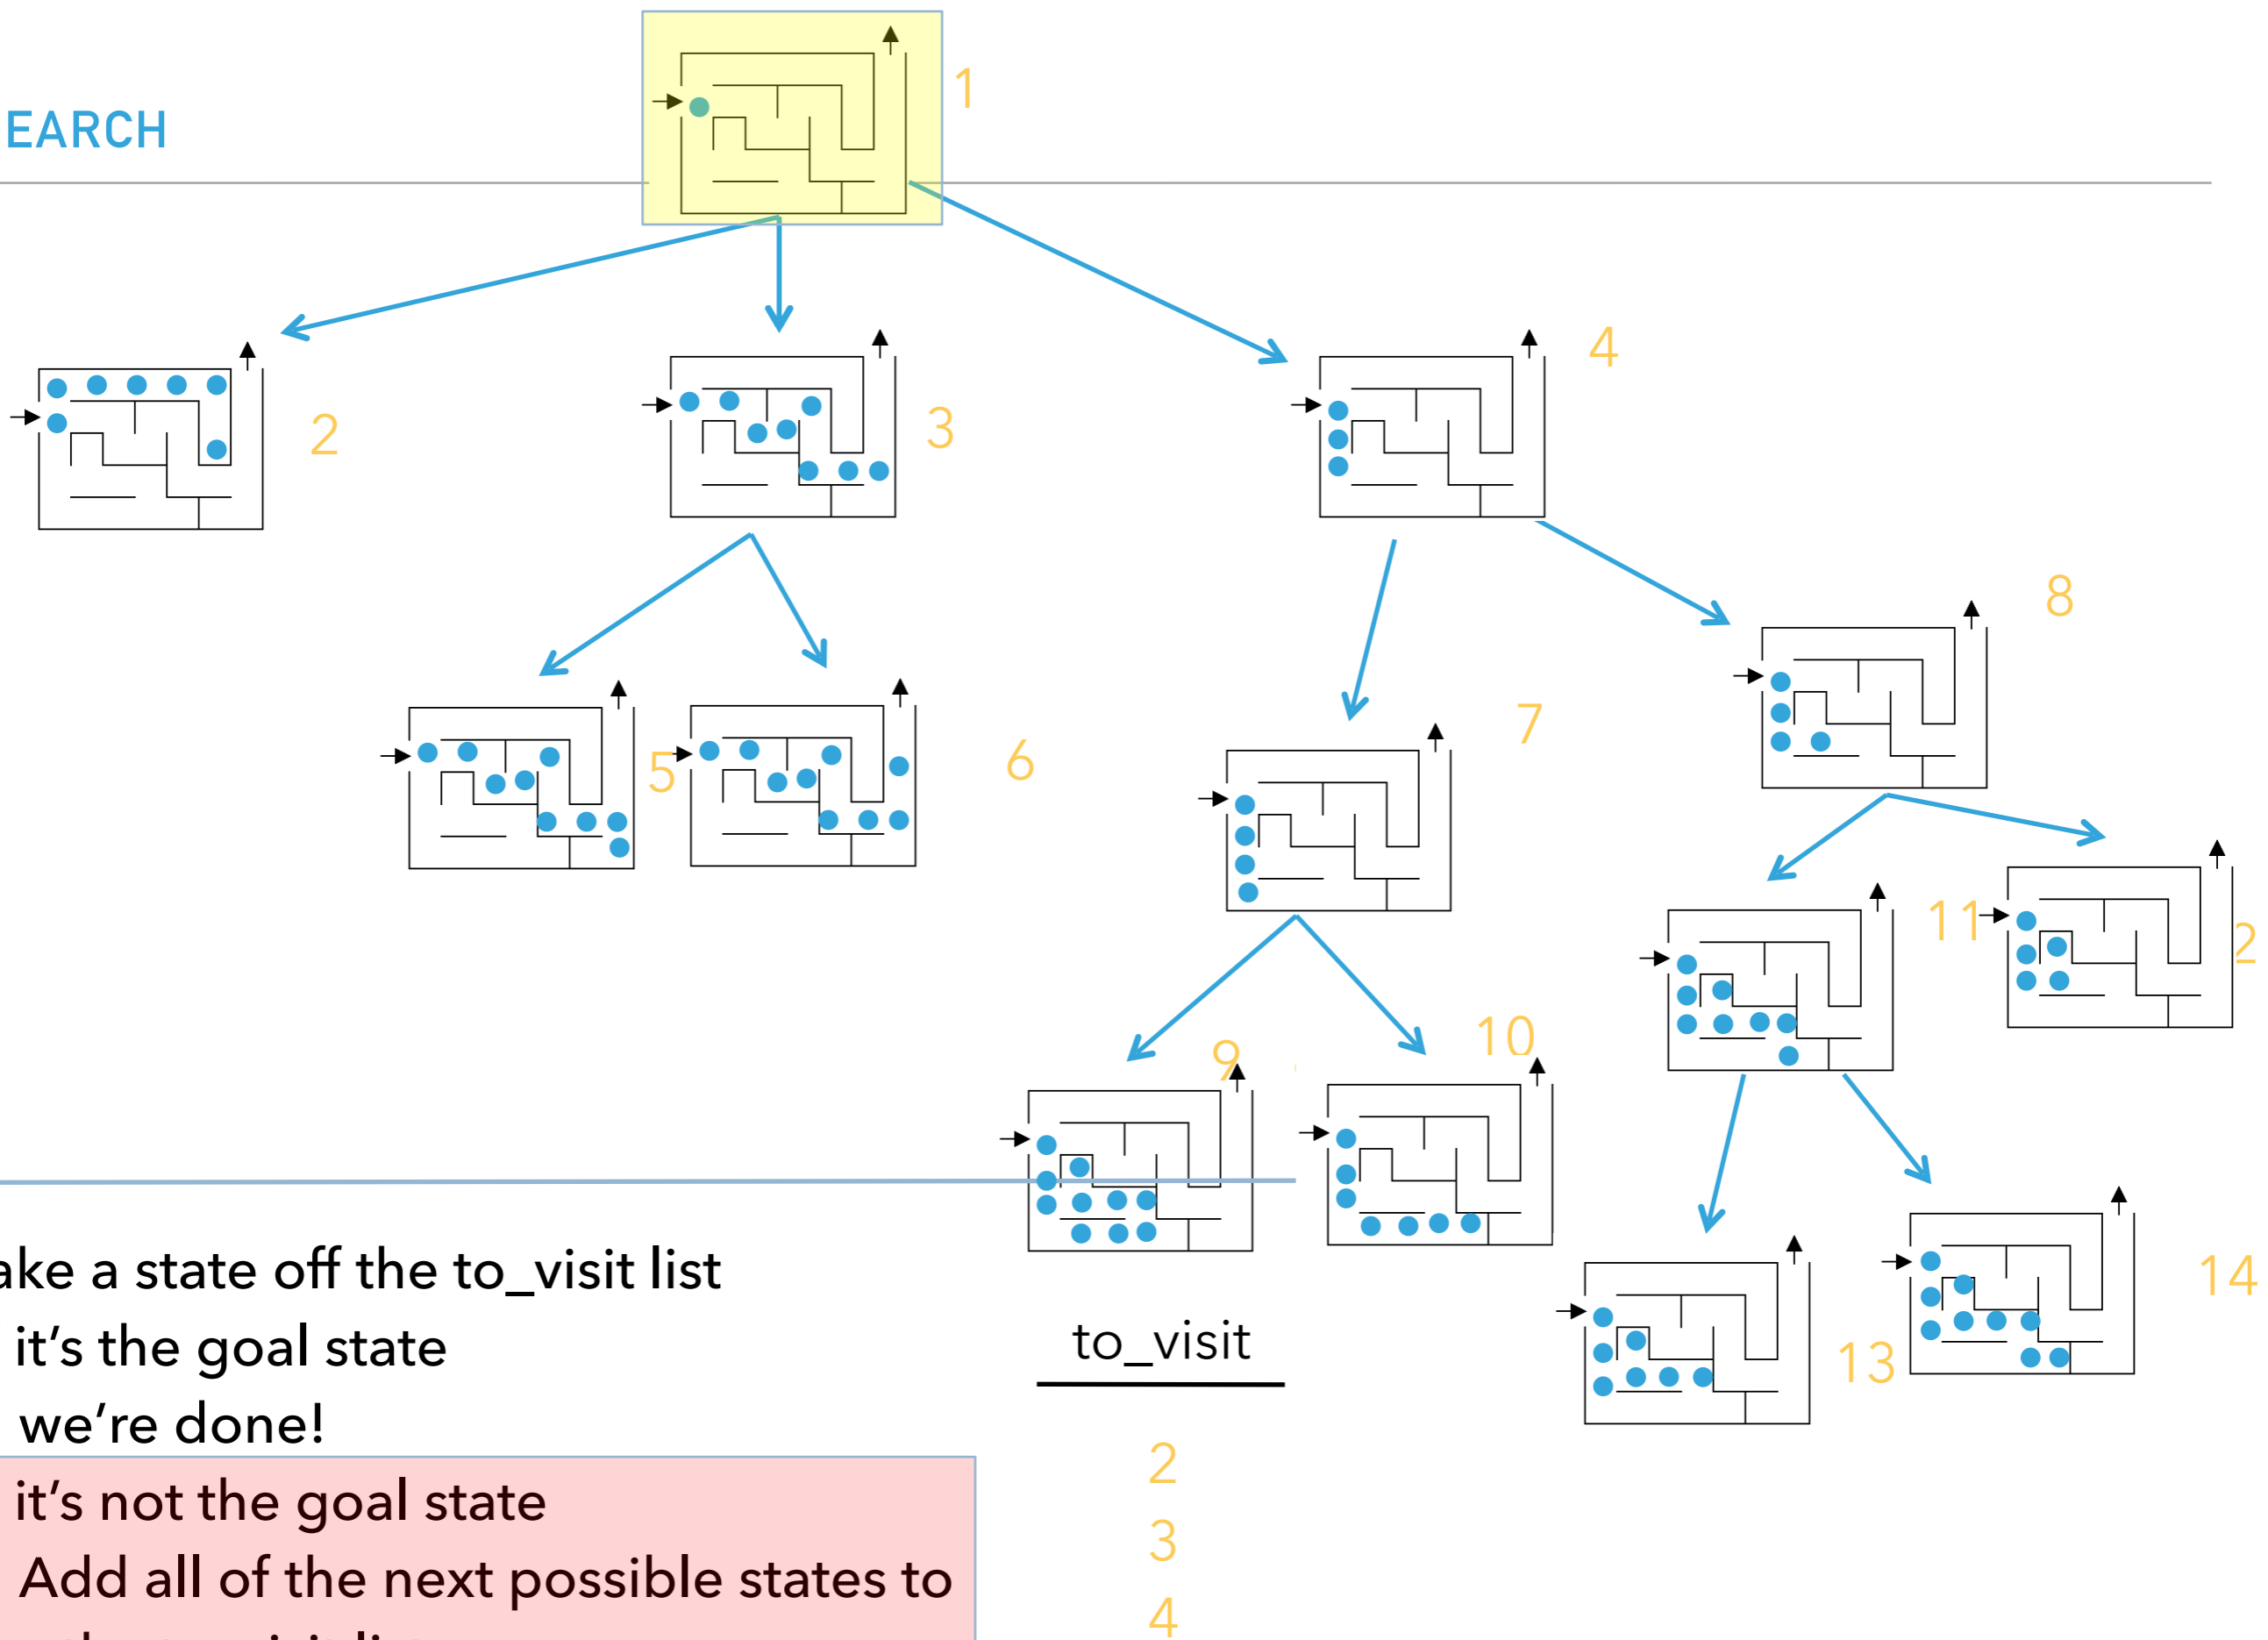 EARCH
1
2
3
4
5
6
7
8
9
10
11
2
13
14
ake a state off the to_visit list
it’s the goal state
we’re done!
it’s not the goal state
Add all of the next possible states to
to_visit
2
3
4